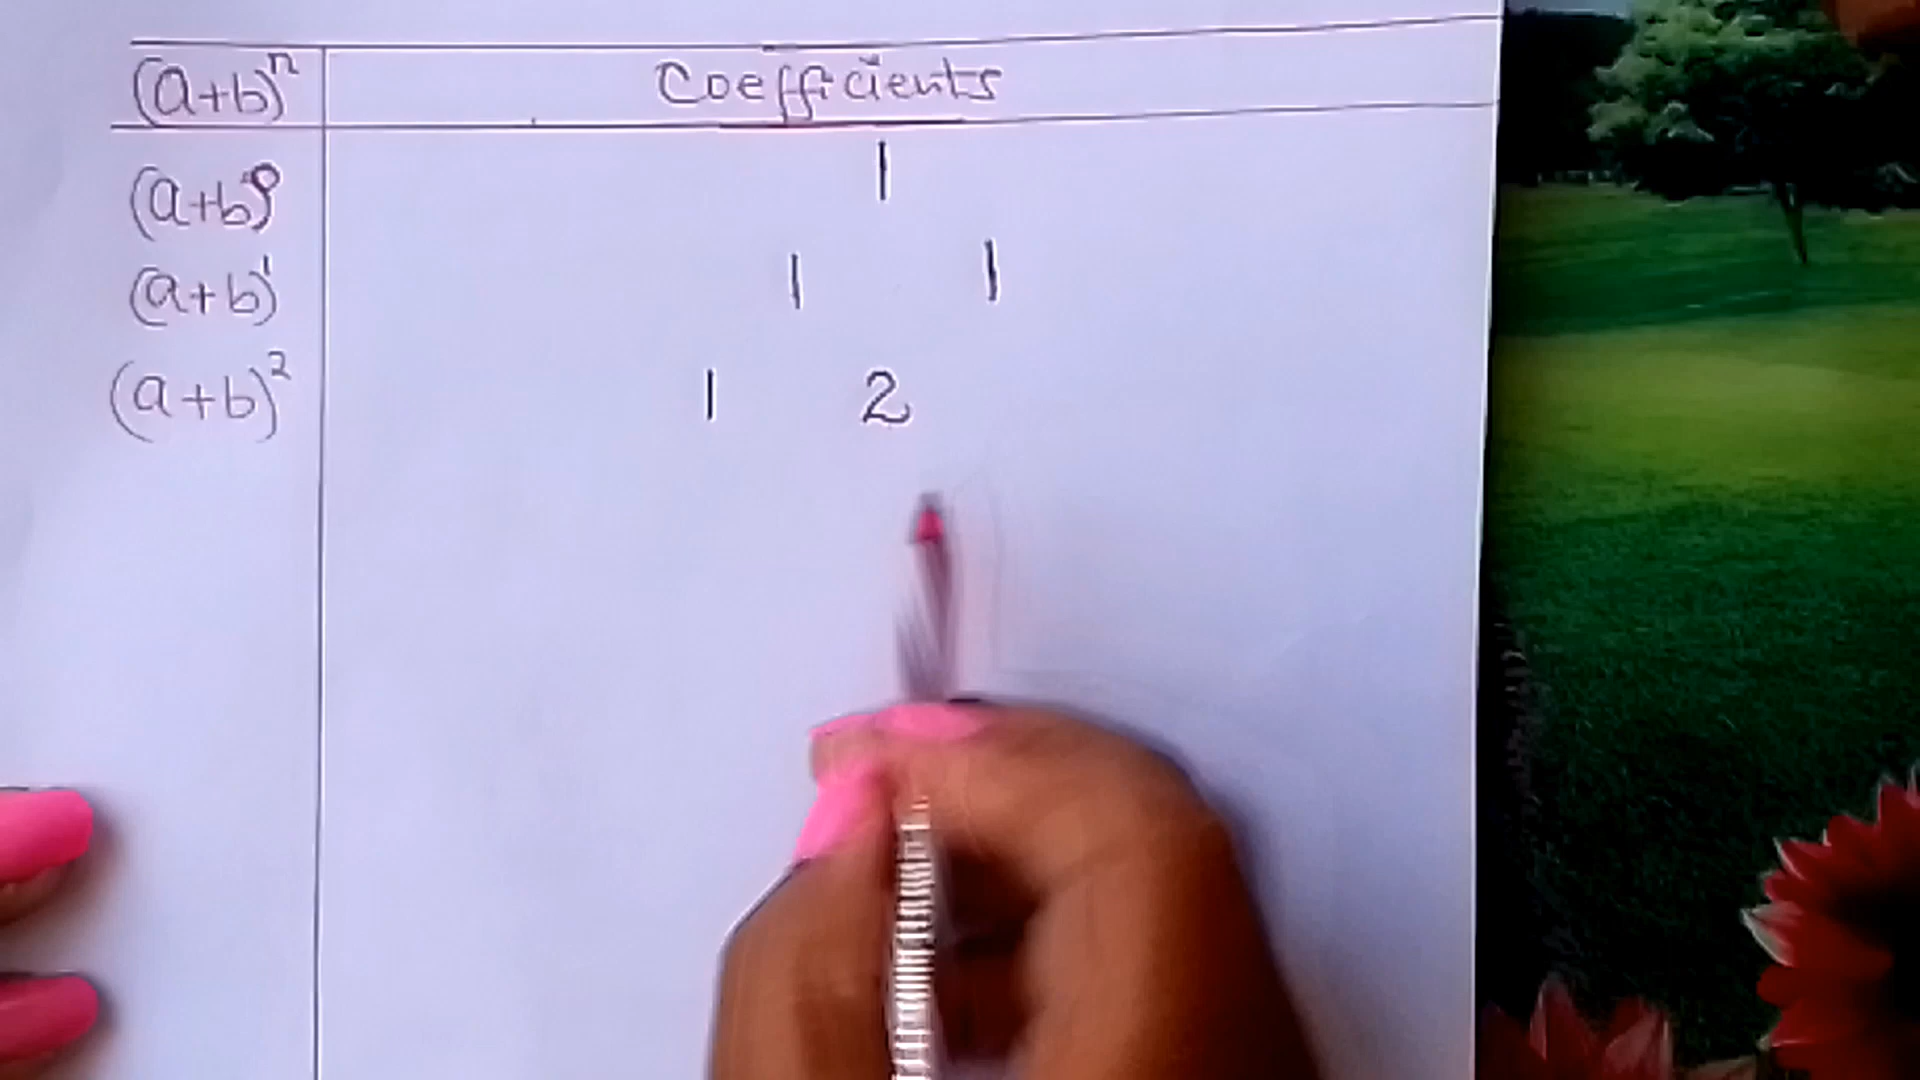 (a+b)ⁿ Coefficients
(a+b)⁰ 1
(a+b)¹ 1 1
(a+b)² 1 2